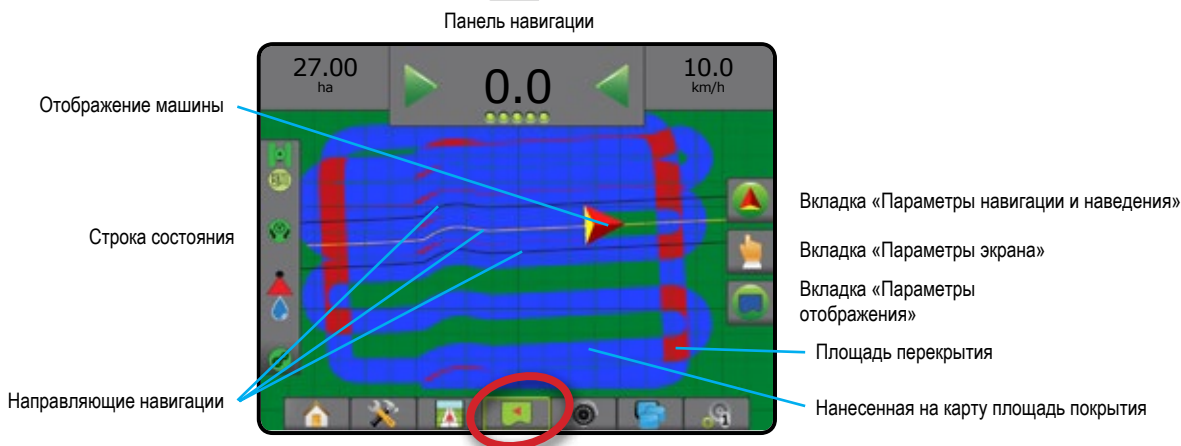 Панель навигации
27.00
ha
0.0
10.0
km/h
Отображение машины
Строка состояния
Направляющие навигации
Вкладка «Параметры навигации и наведения»
Вкладка «Параметры экрана»
Вкладка «Параметры
отображения»
Площадь перекрытия
Нанесенная на карту площадь покрытия
1